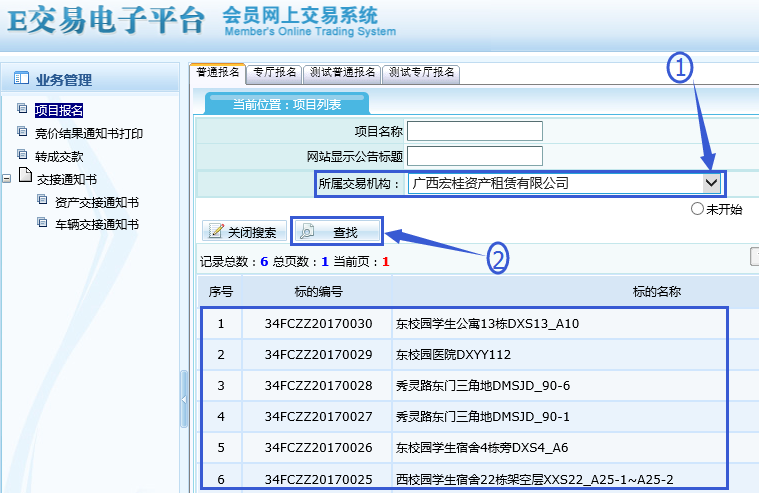 E交易电子平台 会员网上交易系统
Member's Online Trading System
业务管理
项目报名
竞价结果通知书打印
转成交款
交接通知书
资产交接通知书
车辆交接通知书
普通报名 专厅报名 测试普通报名 测试专厅报名
①
当前位置：项目列表
项目名称
网站显示公告标题
所属交易机构： 广西宏桂资产租赁有限公司
未开始
关闭搜索 查找
②
记录总数：6 总页数：1 当前页：1
序号 标的编号 标的名称
1 34FCZZ20170030 东校园学生公寓13栋DXS13_A10
2 34FCZZ20170029 东校园医院DXYY112
3 34FCZZ20170028 秀灵路东门三角地DMSJD_90-6
4 34FCZZ20170027 秀灵路东门三角地DMSJD_90-1
5 34FCZZ20170026 东校园学生宿舍4栋旁DXS4_A6
6 34FCZZ20170025 西校园学生宿舍22栋架空层XXS22_A25-1~A25-2